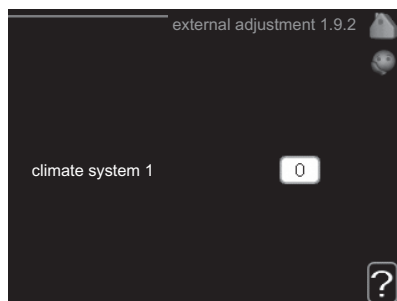 external adjustment 1.9.2
climate system 1
0
?